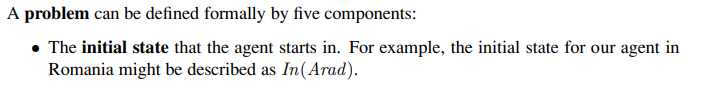 A problem can be defined formally by five components:
• The initial state that the agent starts in. For example, the initial state for our agent in
Romania might be described as In(Arad).